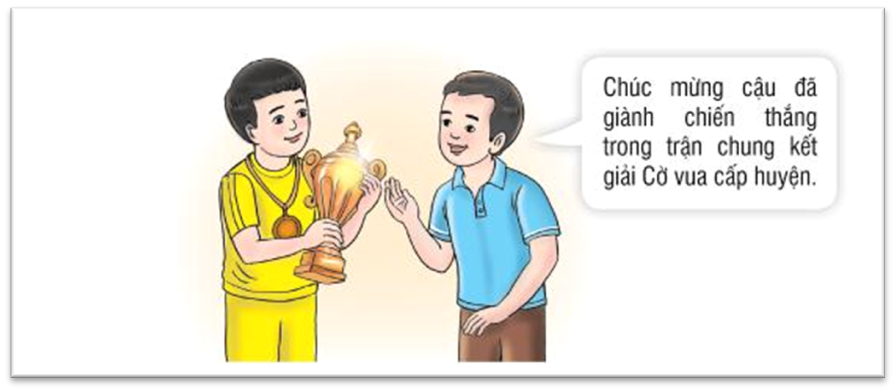 Chúc mừng cậu đã
giành chiến thắng
trong trận chung kết
giải Cờ vua cấp huyện.